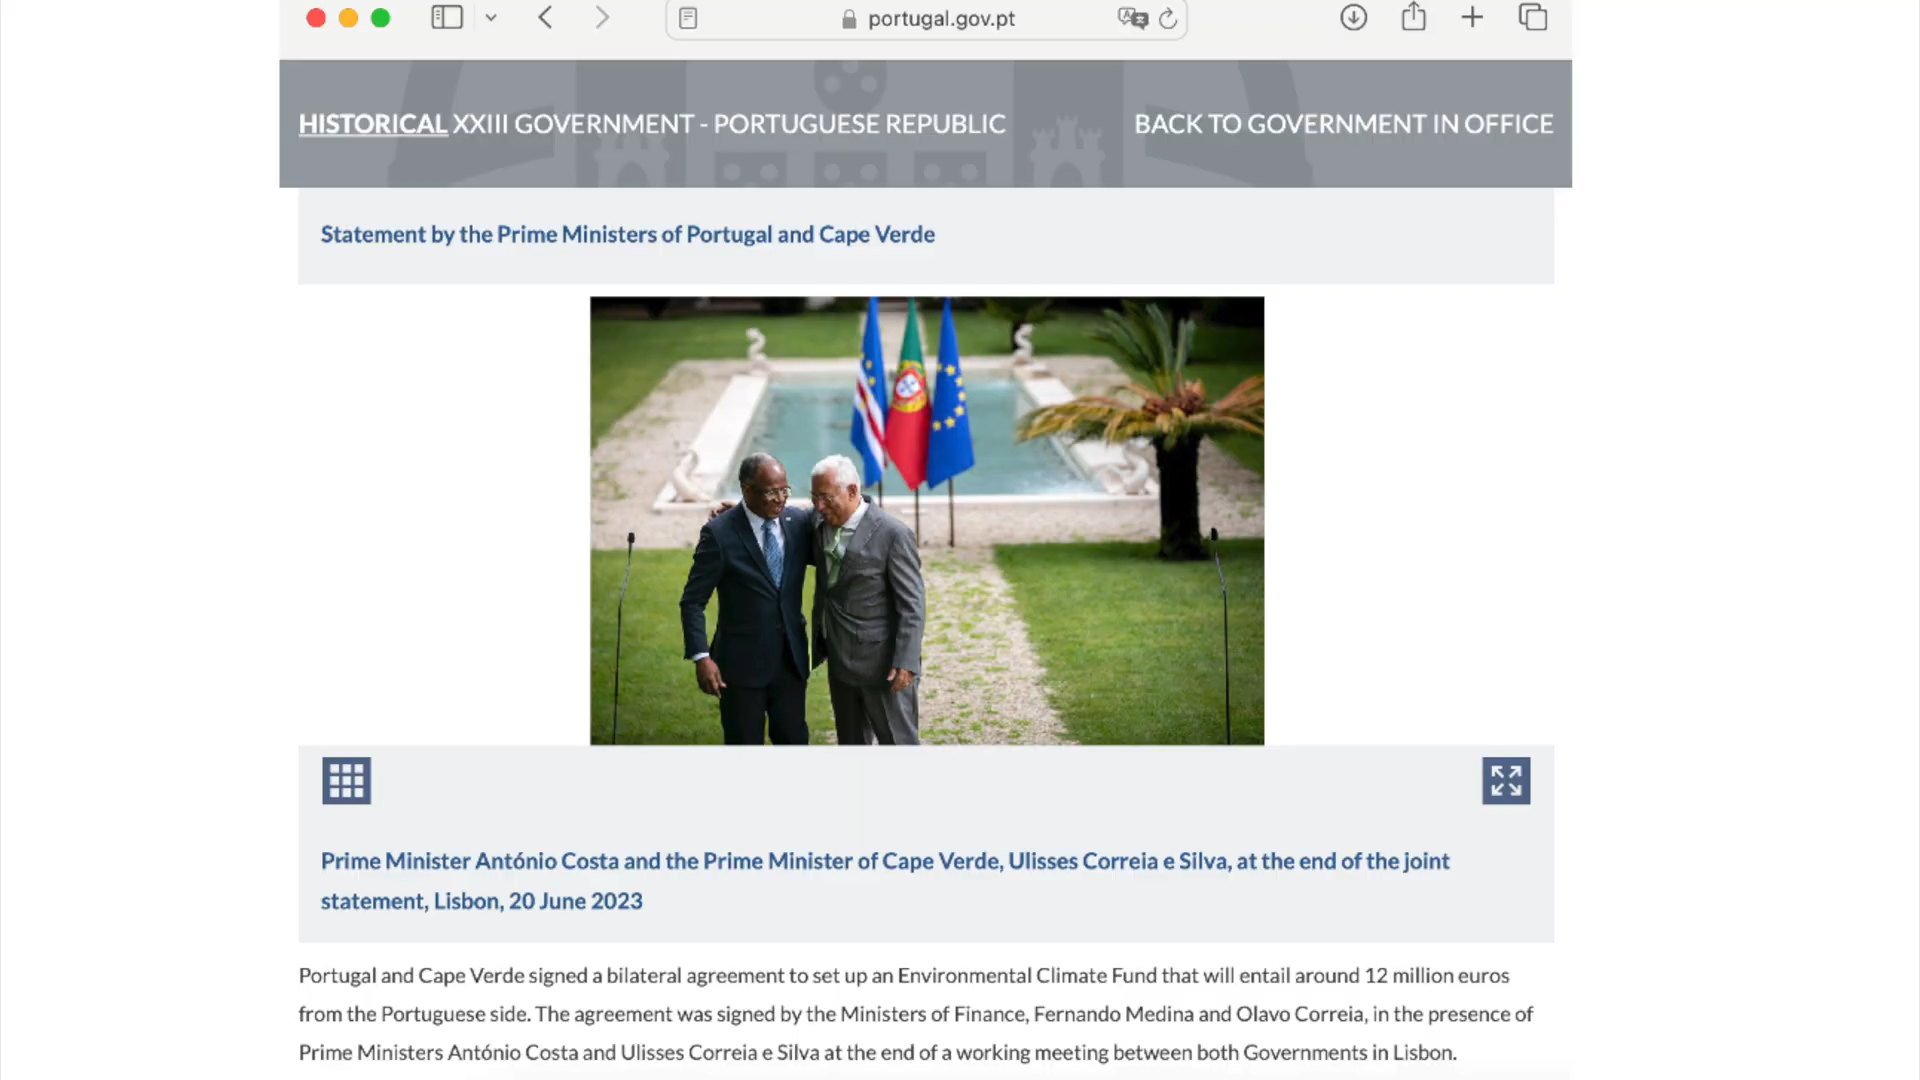 portugal.gov.pt
HISTORICAL XXIII GOVERNMENT - PORTUGUESE REPUBLIC
BACK TO GOVERNMENT IN OFFICE
Statement by the Prime Ministers of Portugal and Cape Verde
Prime Minister António Costa and the Prime Minister of Cape Verde, Ulisses Correia e Silva, at the end of the joint
statement, Lisbon, 20 June 2023
Portugal and Cape Verde signed a bilateral agreement to set up an Environmental Climate Fund that will entail around 12 million euros
from the Portuguese side. The agreement was signed by the Ministers of Finance, Fernando Medina and Olavo Correia, in the presence of
Prime Ministers António Costa and Ulisses Correia e Silva at the end of a working meeting between both Governments in Lisbon.